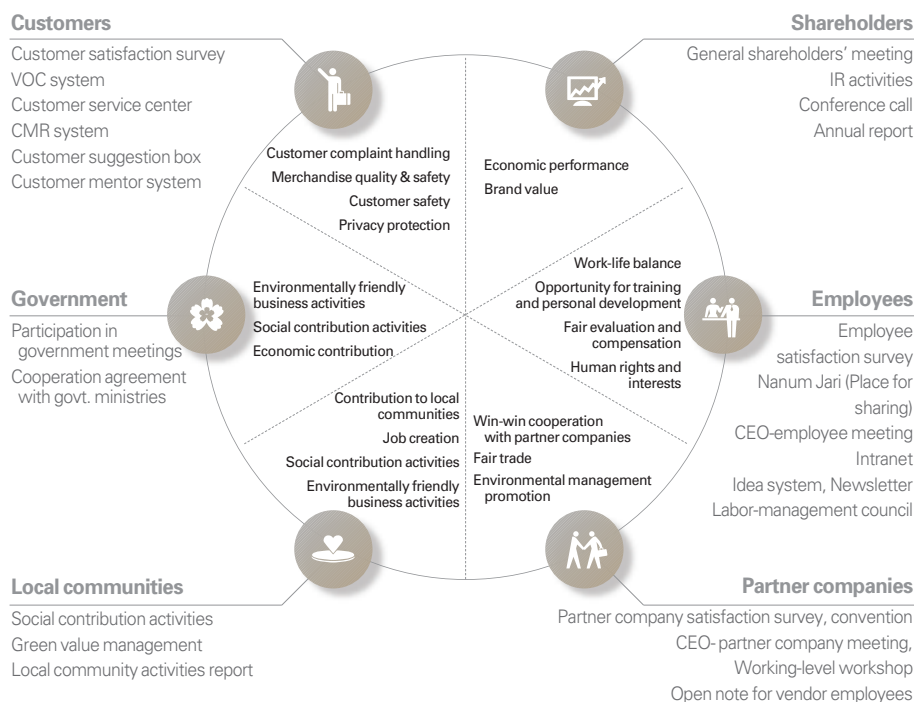 Customers
Customer satisfaction survey
VOC system
Customer service center
CMR system
Customer suggestion box
Customer mentor system
Shareholders
General shareholders' meeting
IR activities
Conference call
Annual report
Customer complaint handling
Merchandise quality & safety
Customer safety
Privacy protection
Economic performance
Brand value
Government
Participation in
government meetings
Cooperation agreement
with govt. ministries
Environmentally friendly
business activities
Social contribution activities
Economic contribution
Work-life balance
Opportunity for training
and personal development
Fair evaluation and
compensation
Human rights and
interests
Employees
Employee
satisfaction survey
Nanum Jari (Place for
sharing)
CEO-employee meeting
Intranet
Idea system, Newsletter
Labor-management council
Contribution to local
communities
Job creation
Social contribution activities
Environmentally friendly
business activities
Win-win cooperation
with partner companies
Fair trade
Environmental management
promotion
Local communities
Social contribution activities
Green value management
Local community activities report
Partner companies
Partner company satisfaction survey, convention
CEO- partner company meeting,
Working-level workshop
Open note for vendor employees